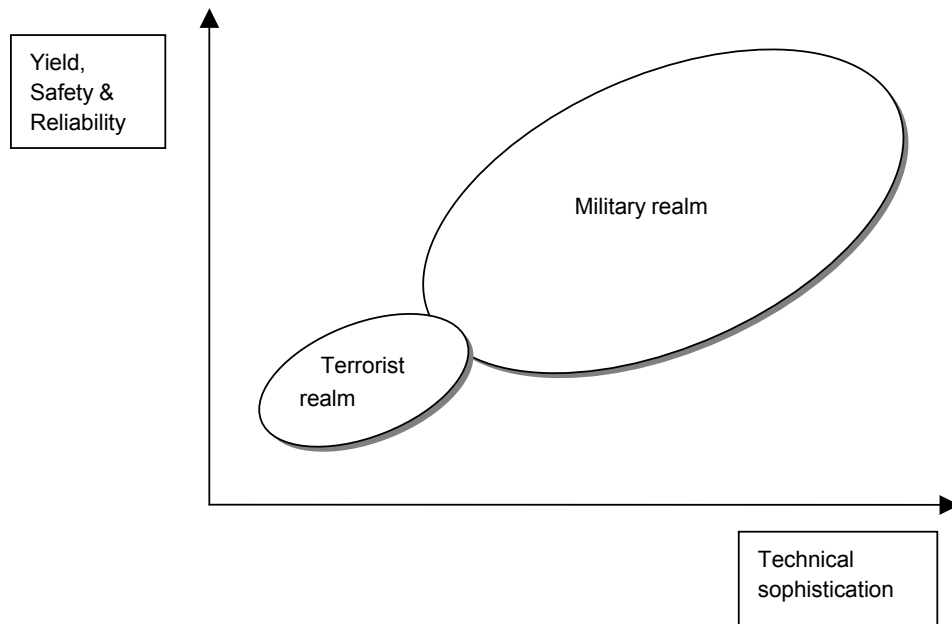 Yield,
Safety &
Reliability
Military realm
Terrorist
realm
Technical
sophistication